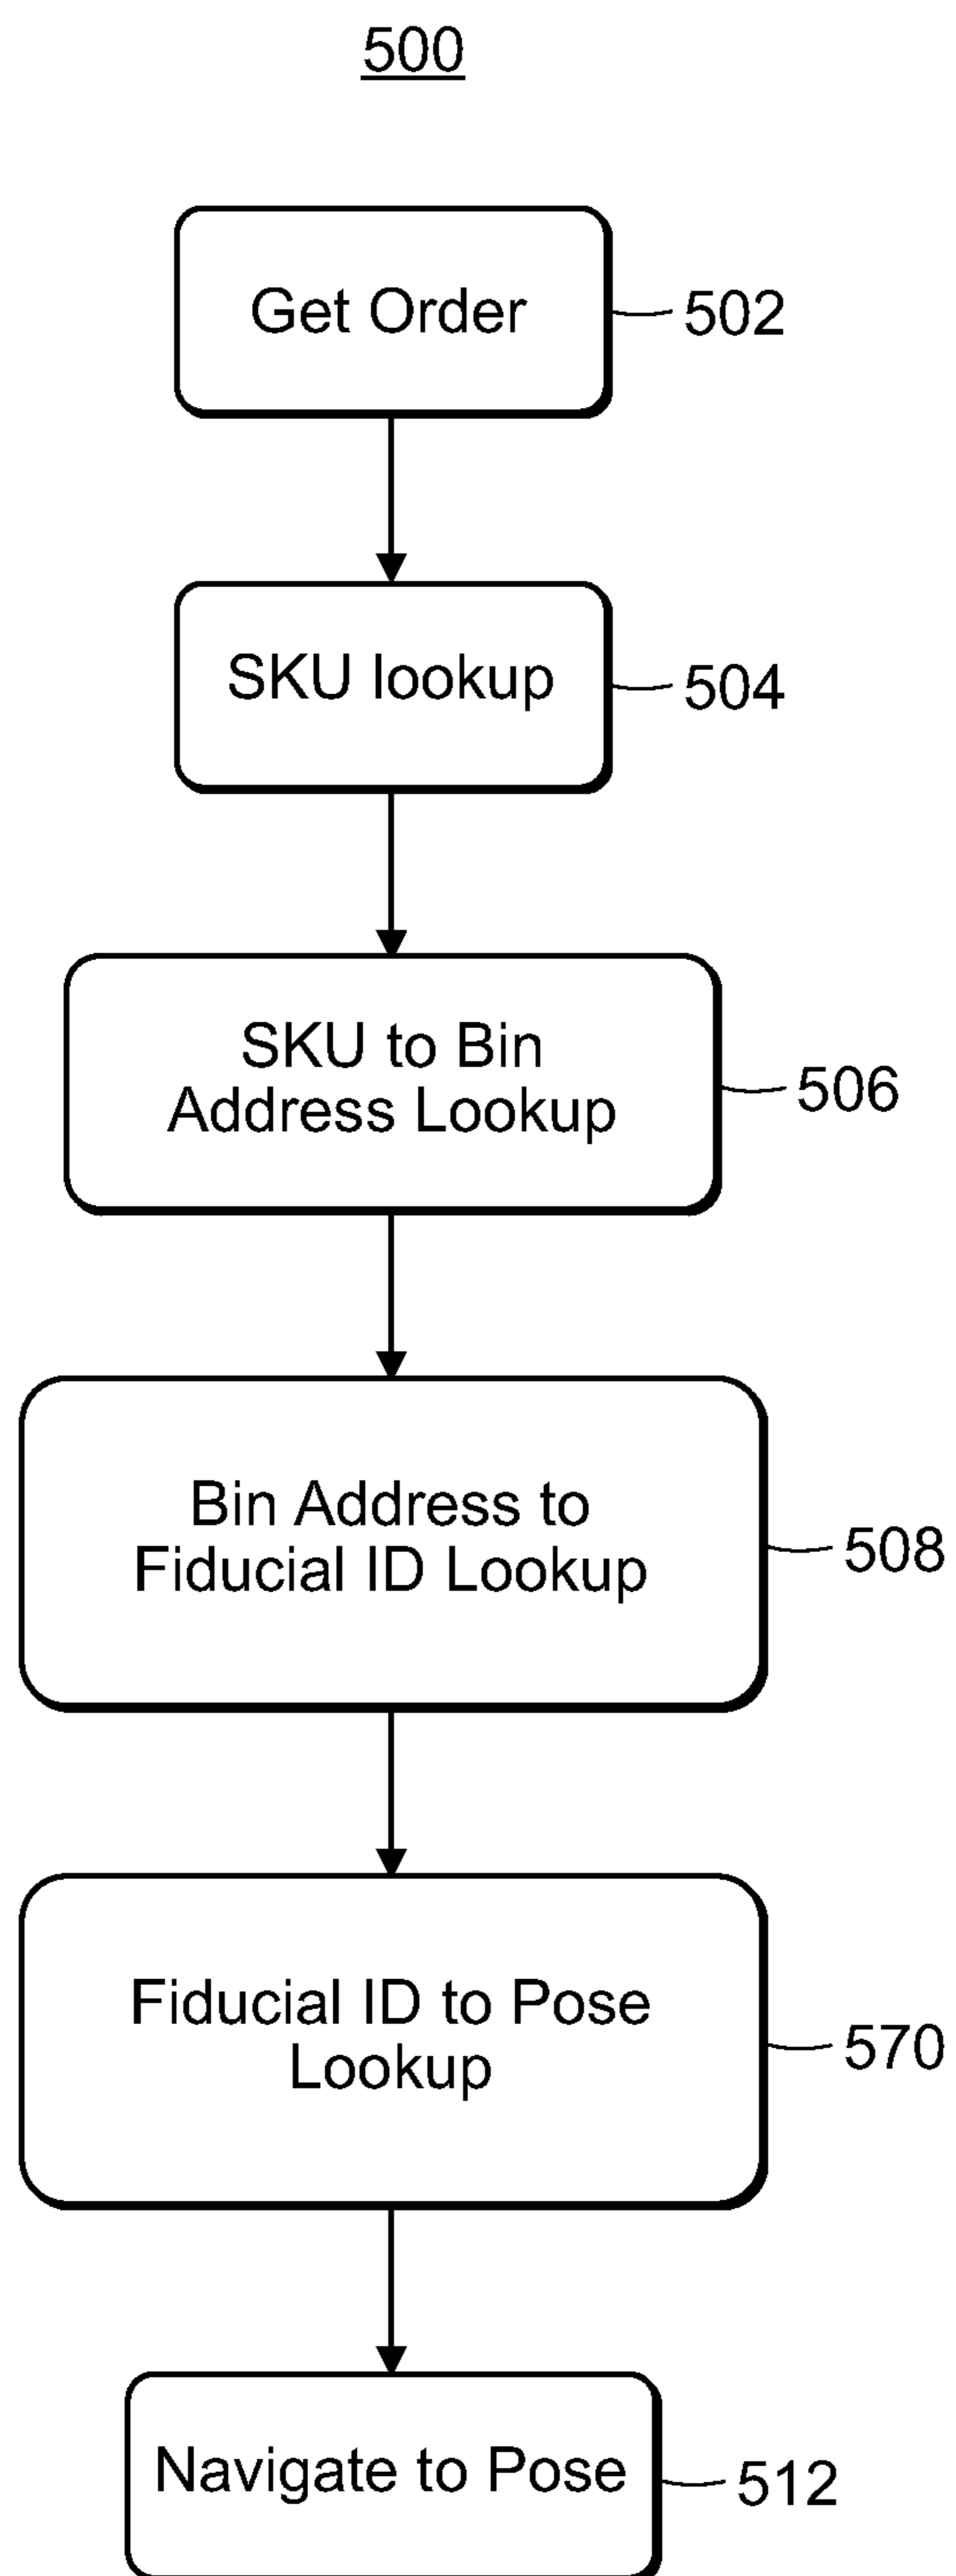 500
Get Order
502
SKU lookup
504
SKU to Bin
Address Lookup
506
Bin Address to
Fiducial ID Lookup
508
Fiducial ID to Pose
Lookup
570
Navigate to Pose
512